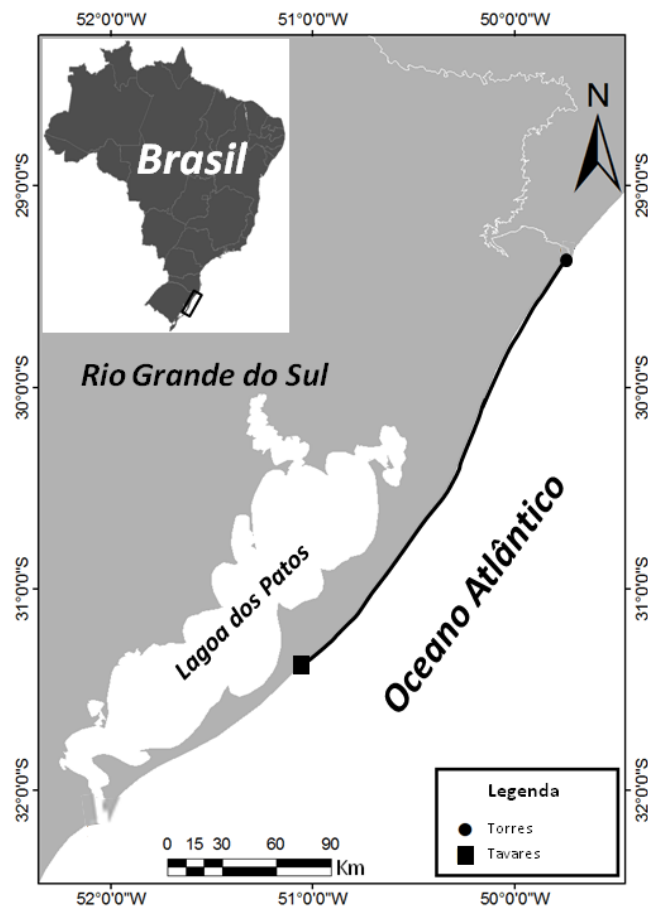 52°0'0"W
51°0'0"W
50°0'0"W
Brasil
N
29°0'0"S
29°0'0"S
Rio Grande do Sul
30°0'0"S
30°0'0"S
Oceano Atlântico
Lagoa dos Patos
31°0'0"S
31°0'0"S
32°0'0"S
32°0'0"S
Legenda
Torres
Tavares
0 15 30 60 90
Km
52°0'0"W
51°0'0"W
50°0'0"W